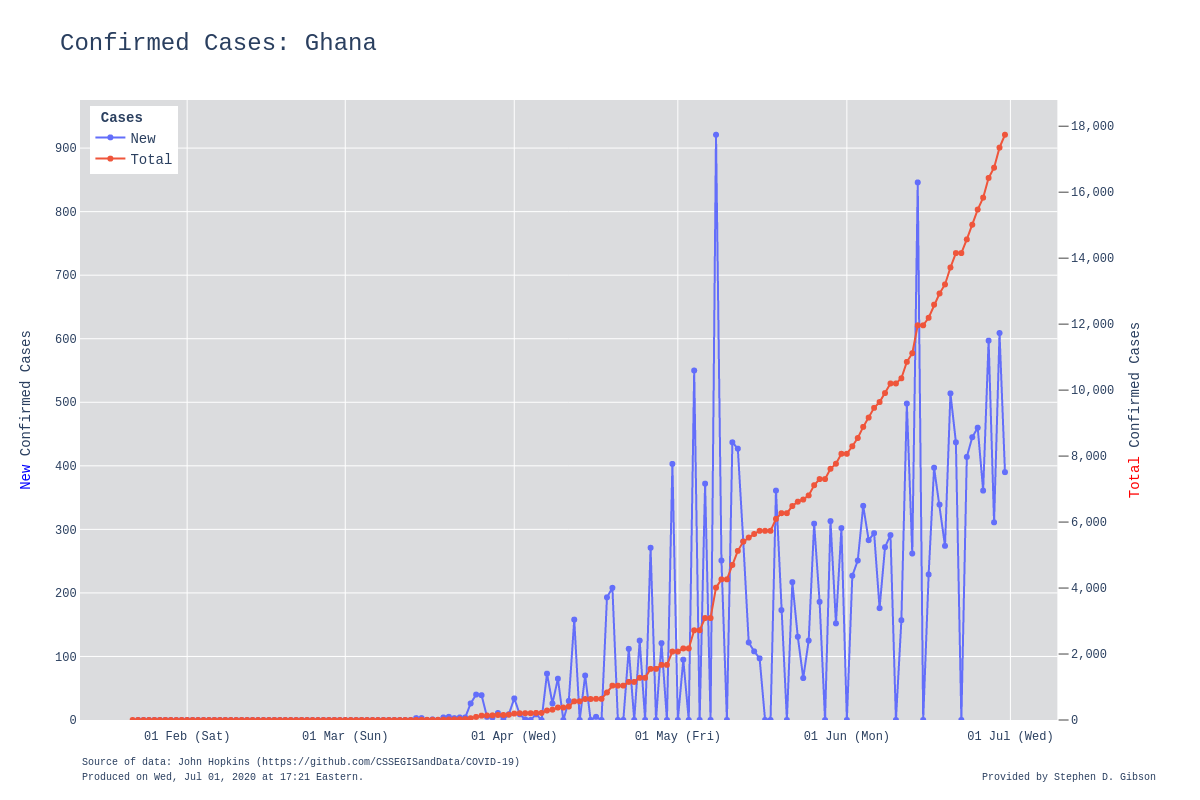 Confirmed Cases: Ghana
Cases
New
Total
900
800
700
600
500
400
300
200
100
0
18,000
16,000
14,000
12,000
10,000
8,000
6,000
4,000
2,000
0
New Confirmed Cases
Total Confirmed Cases
01 Feb (Sat) 01 Mar (Sun) 01 Apr (Wed) 01 May (Fri) 01 Jun (Mon) 01 Jul (Wed)
Source of data: John Hopkins (https://github.com/CSSEGISandData/COVID-19)
Produced on Wed, Jul 01, 2020 at 17:21 Eastern.
Provided by Stephen D. Gibson